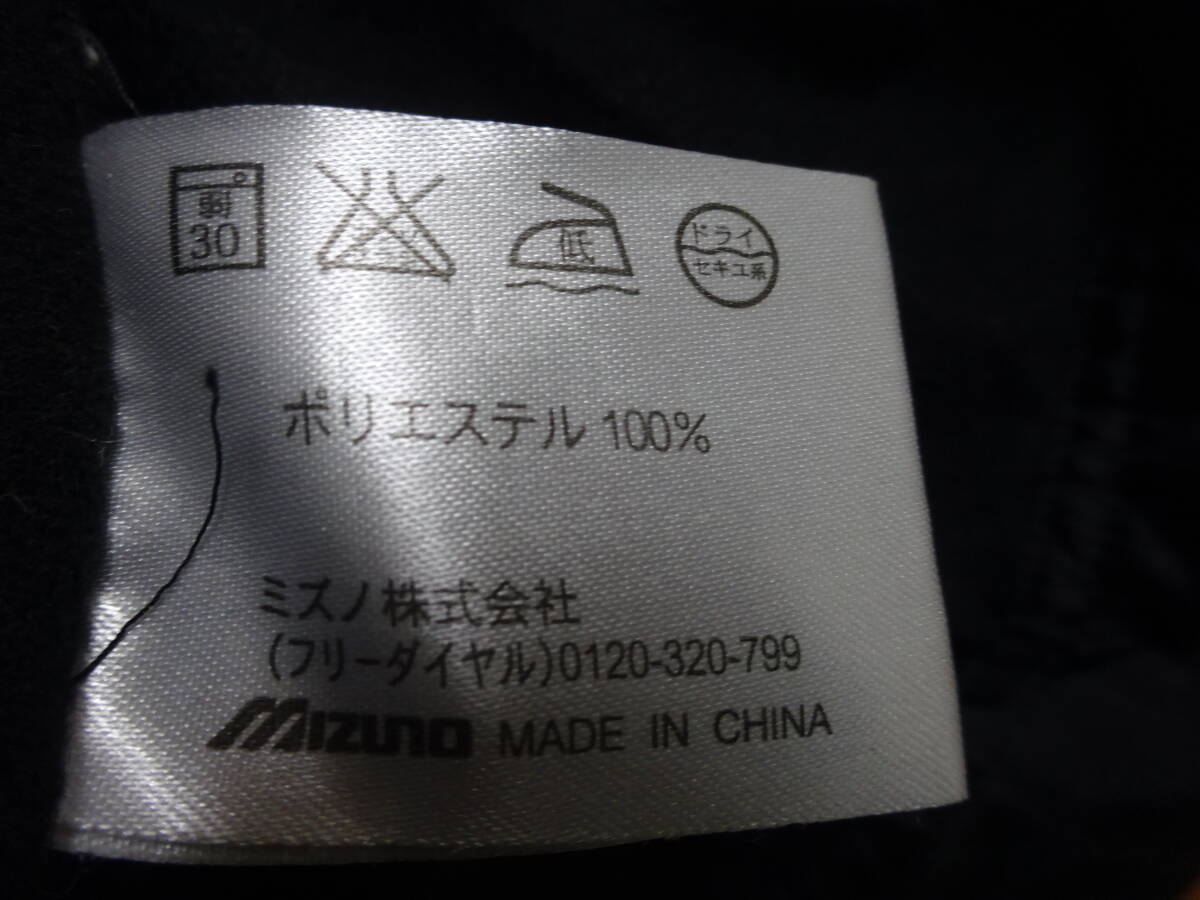 弱
30
低
ドライ
セキユ系
ポリエステル 100%
ミズノ株式会社
(フリーダイヤル)0120-320-799
MIZUNO MADE IN CHINA